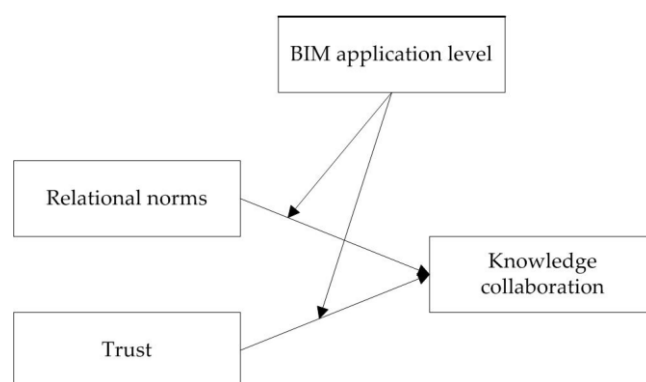 BIM application level
Relational norms
Knowledge
collaboration
Trust